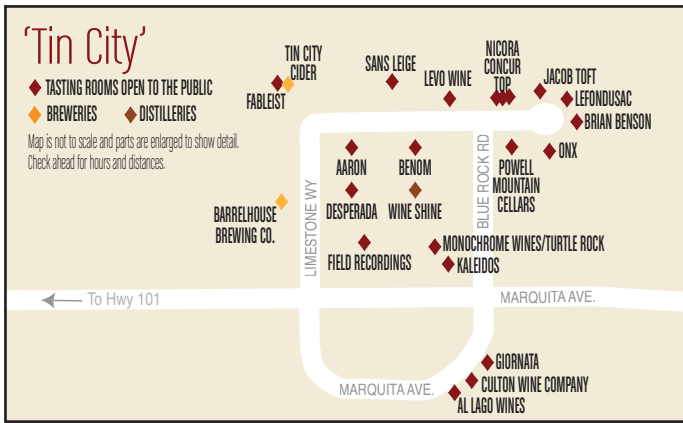 'Tin City'
TASTING ROOMS OPEN TO THE PUBLIC
BREWERIES
DISTILLERIES
Map is not to scale and parts are enlarged to show detail.
Check ahead for hours and distances.
TIN CITY
CIDER
FABLEIST
SANS LEIGE
LEVO WINE
NICORA
CONCUR
TOP
JACOB TOFT
LEFONDUSAC
BRIAN BENSON
ONX
POWELL
MOUNTAIN
CELLARS
AARON
BENOM
DESPERADA
WINE SHINE
BARRELHOUSE
BREWING CO.
LIMESTONE WY
BLUE ROCK RD
FIELD RECORDINGS
MONOCHROME WINES/TURTLE ROCK
KALEIDOS
To Hwy 101
MARQUITA AVE.
MARQUITA AVE.
GIORNATA
CULTON WINE COMPANY
AL LAGO WINES